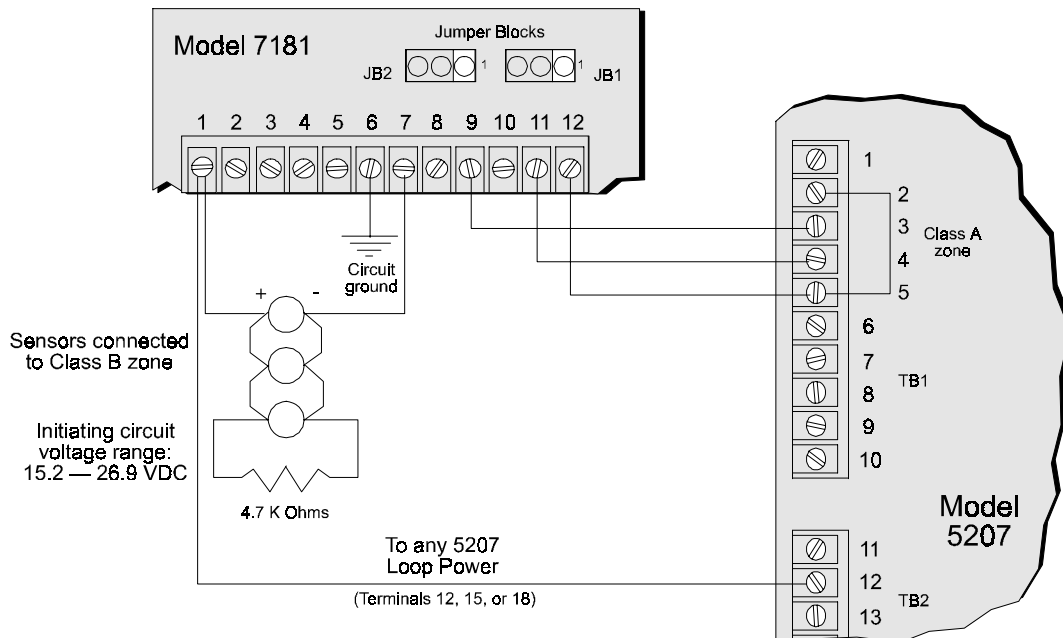 Model 7181
Jumper Blocks
JB2
1
1
JB1
1 2 3 4 5 6 7 8 9 10 11 12
Circuit
ground
+ -
Sensors connected
to Class B zone
Initiating circuit
voltage range:
15.2 — 26.9 VDC
4.7 K Ohms
To any 5207
Loop Power
(Terminals 12, 15, or 18)
1
2
3
4
5
6
7
8
9
10
Class A
zone
TB1
Model
5207
11
12
13
TB2